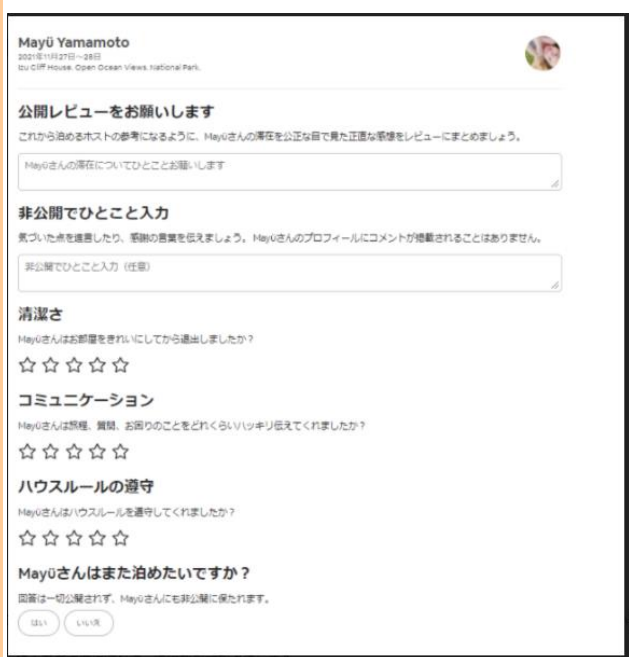 Mayü Yamamoto
2021年11月27日～28日
Izu Cliff House. Open Ocean Views. National Park.
公開レビューをお願いします
これから泊めるホストの参考になるように、Mayüさんの滞在を公正な目で見た正直な感想をレビューにまとめましょう。
Mayüさんの滞在についてひとことお願いします
非公開でひとこと入力
気づいた点を進言したり、感謝の言葉を伝えましょう。Mayüさんのプロフィールにコメントが掲載されることはありません。
非公開でひとこと入力（任意）
清潔さ
Mayüさんはお部屋をきれいにしてから退出しましたか？
コミュニケーション
Mayüさんは旅程、質問、お困りのことをどれくらいハッキリ伝えてくれましたか？
ハウスルールの遵守
Mayüさんはハウスルールを遵守してくれましたか？
Mayüさんはまた泊めたいですか？
回答は一切公開されず、Mayüさんにも非公開に保たれます。
はい いいえ